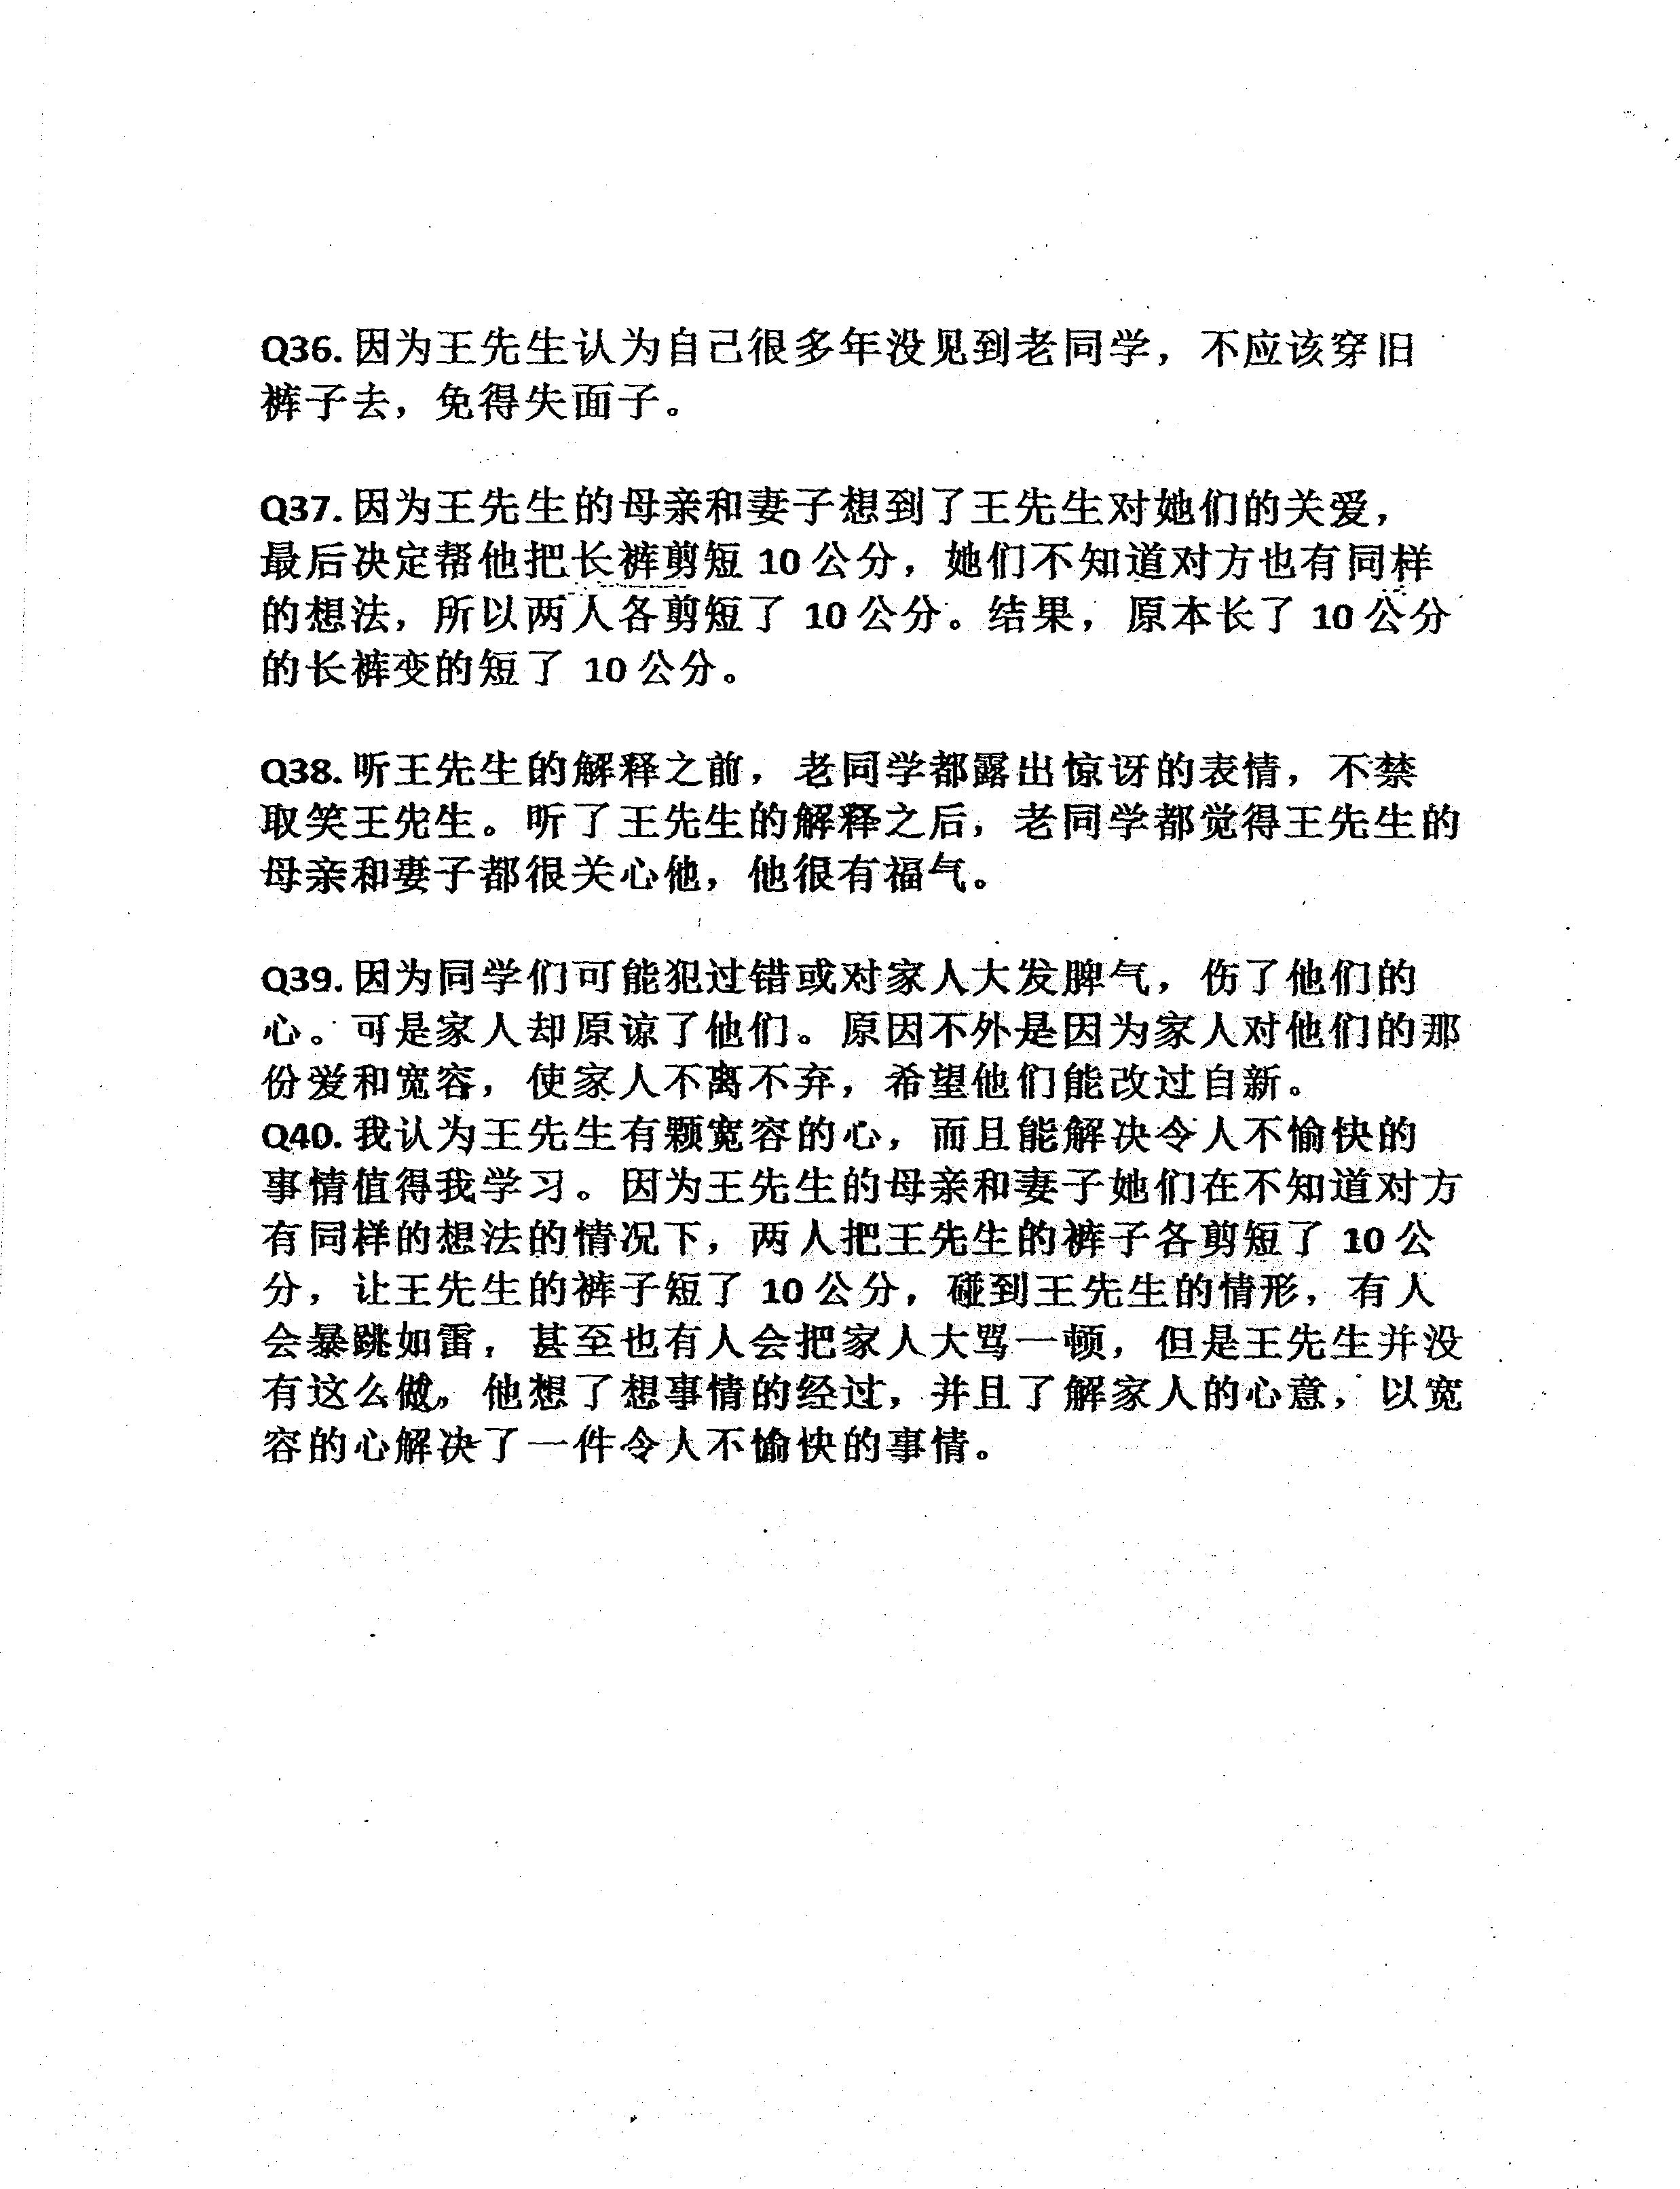 Q36. 因为王先生认为自己很多年没见到老同学，不应该穿旧
裤子去，免得失面子。
Q37. 因为王先生的母亲和妻子想到了王先生对她们的关爱，
最后决定帮他把长裤剪短 10 公分，她们不知道对方也有同样
的想法，所以两人各剪短了 10 公分。结果，原本长了 10 公分
的长裤变的短了 10 公分。
Q38. 听王先生的解释之前，老同学都露出惊讶的表情，不禁
取笑王先生。听了王先生的解释之后，老同学都觉得王先生的
母亲和妻子都很关心他，他很有福气。
Q39. 因为同学们可能犯过错或对家人大发脾气，伤了他们的
心。可是家人却原谅了他们。原因不外是因为家人对他们的那
份爱和宽容，使家人不离不弃，希望他们能改过自新。
Q40. 我认为王先生有颗宽容的心，而且能解决令人不愉快的
事情值得我学习。因为王先生的母亲和妻子她们在不知道对方
有同样的想法的情况下，两人把王先生的裤子各剪短了 10 公
分，让王先生的裤子短了 10 公分，碰到王先生的情形，有人
会暴跳如雷，甚至也有人会把家人大骂一顿，但是王先生并没
有这么做。他想了想事情的经过，并且了解家人的心意，以宽
容的心解决了一件令人不愉快的事情。